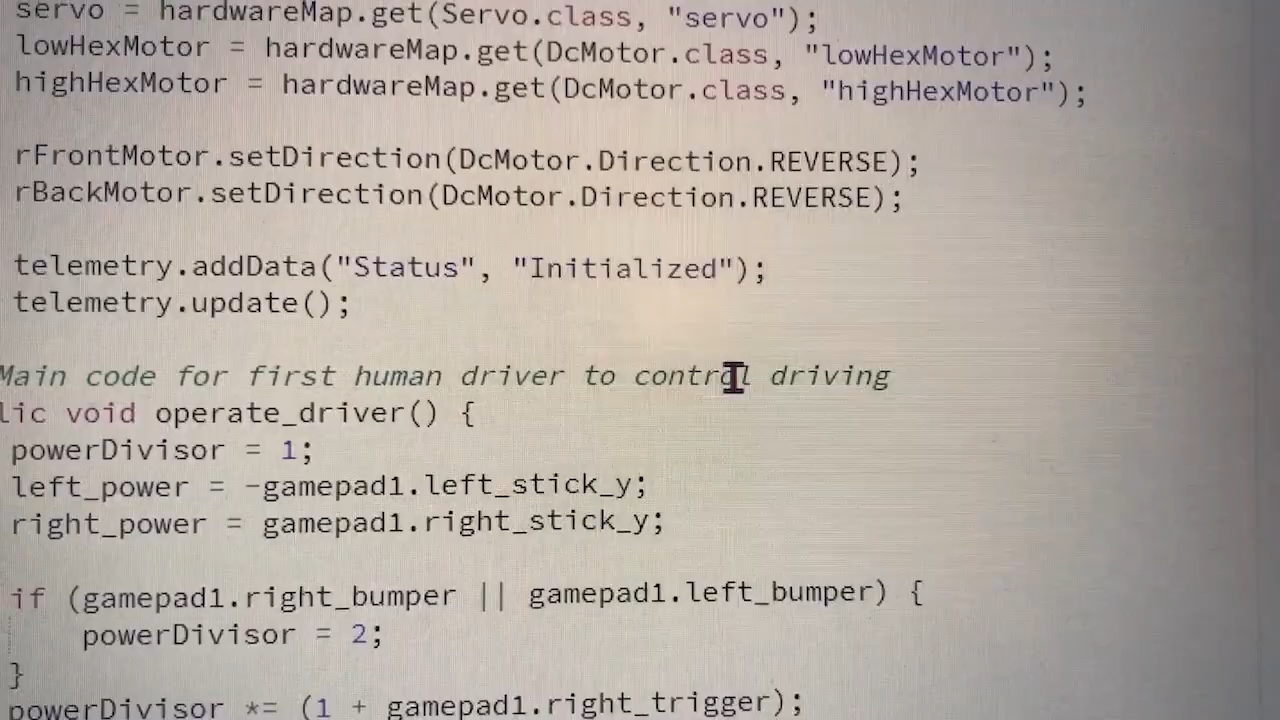 servo = hardwareMap.get(Servo.class, "servo");
lowHexMotor = hardwareMap.get(DcMotor.class, "lowHexMotor");
highHexMotor = hardwareMap.get(DcMotor.class, "highHexMotor");
rFrontMotor.setDirection(DcMotor.Direction.REVERSE);
rBackMotor.setDirection(DcMotor.Direction.REVERSE);
telemetry.addData("Status", "Initialized");
telemetry.update();
Main code for first human driver to control driving
lic void operate_driver() {
powerDivisor = 1;
left_power = -gamepad1.left_stick_y;
right_power = gamepad1.right_stick_y;
if (gamepad1.right_bumper || gamepad1.left_bumper) {
powerDivisor = 2;
}
powerDivisor *= (1 + gamepad1.right_trigger);